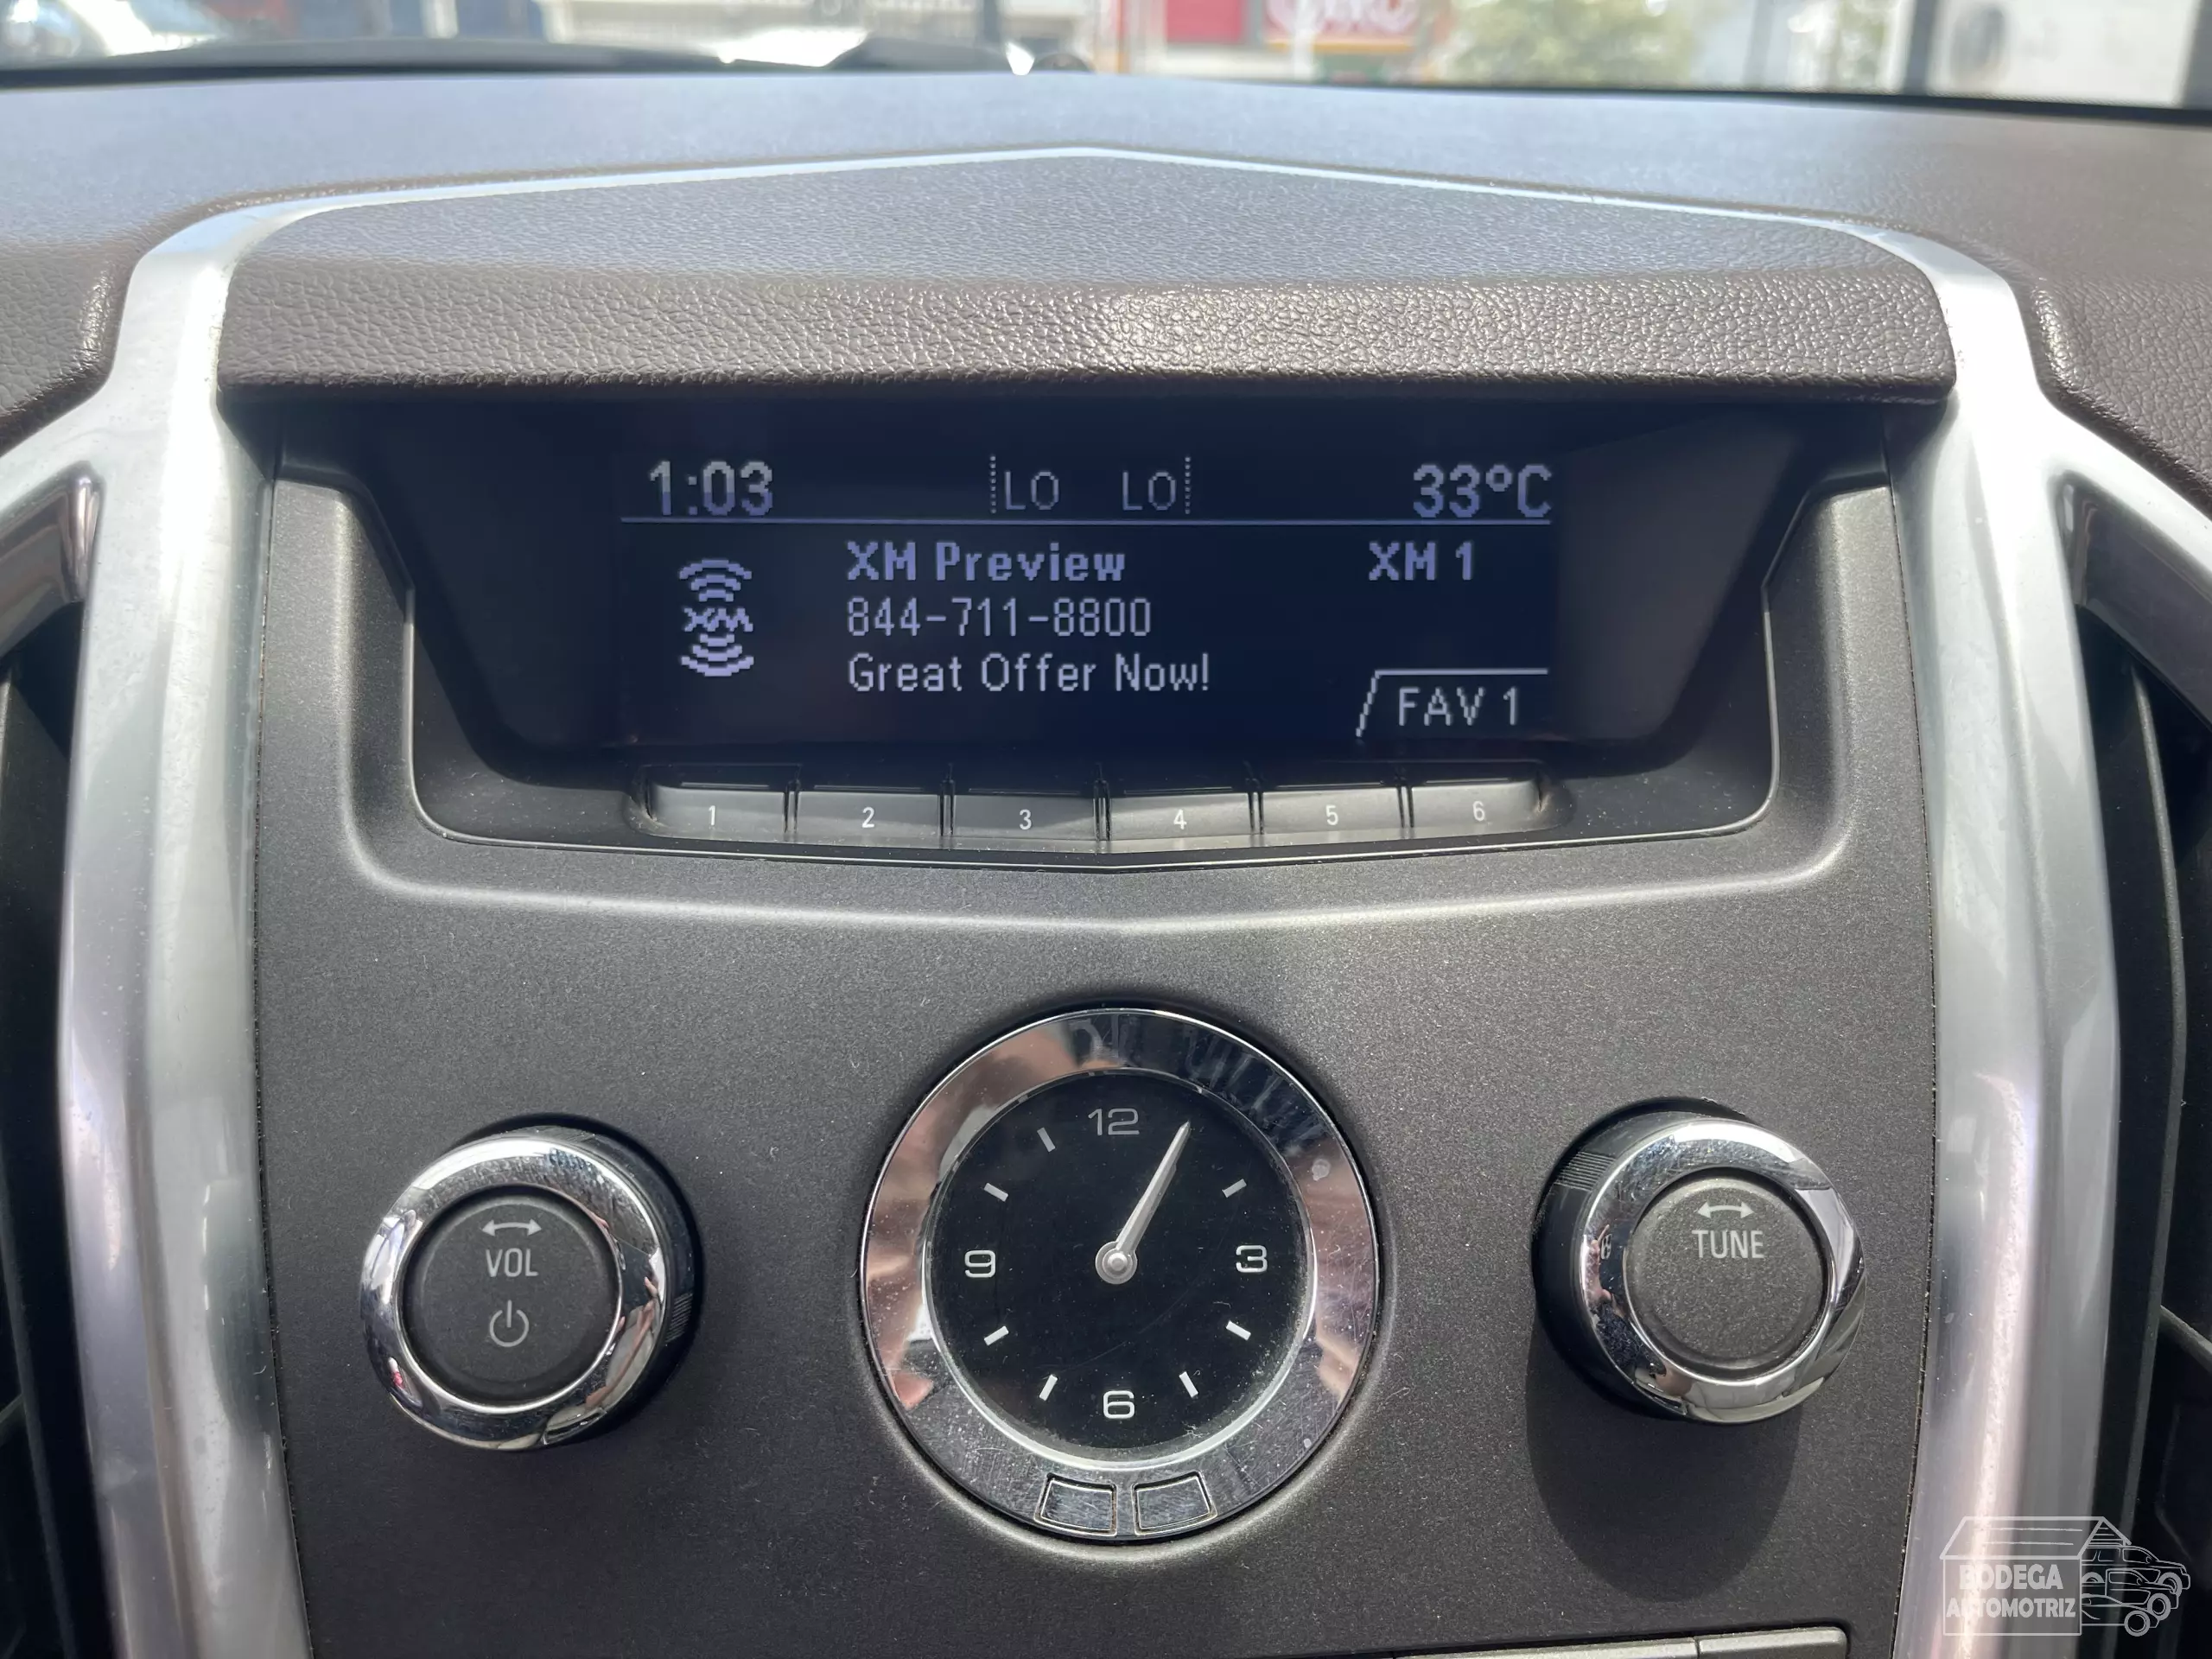 1:03 LO LO 33°C
XM Preview XM 1
XM
844-711-8800
Great Offer Now!
FAV 1
1 2 3 4 5 6
12
9 3
6
VOL
TUNE
BODEGA
AUTOMOTRIZ